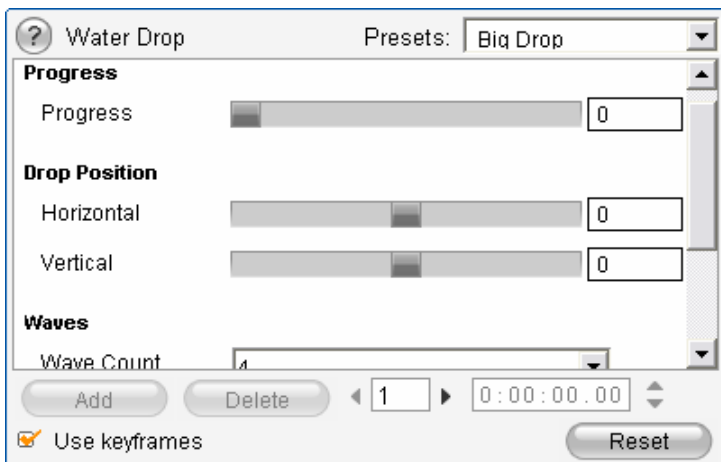 ? Water Drop Presets: Big Drop
Progress
Progress 0
Drop Position
Horizontal 0
Vertical 0
Waves
Wave Count 4
Add Delete 1 0:00:00.00
Use keyframes Reset